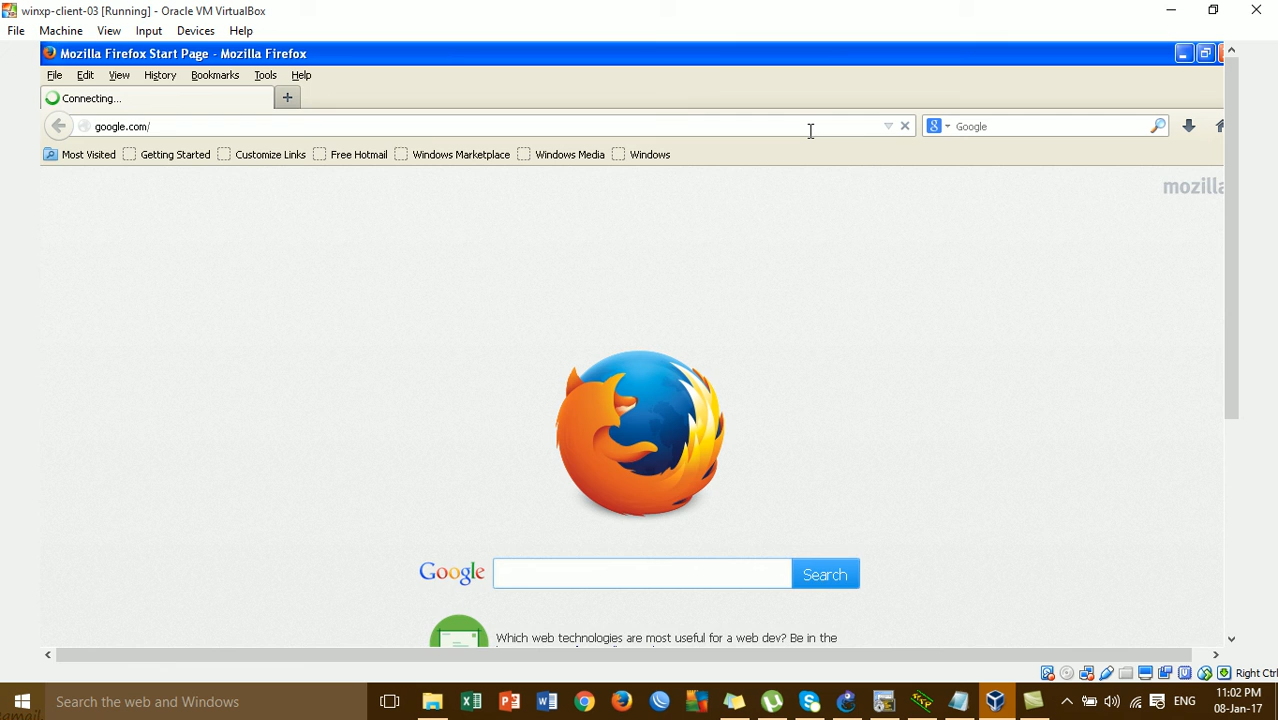 winxp-client-03 [Running] - Oracle VM VirtualBox
File Machine View Input Devices Help
Mozilla Firefox Start Page - Mozilla Firefox
File Edit View History Bookmarks Tools Help
Connecting...
google.com/ Google
Most Visited Getting Started Customize Links Free Hotmail Windows Marketplace Windows Media Windows
mozilla
Google Search
Which web technologies are most useful for a web dev? Be in the
Right Ctrl
Search the web and Windows
ENG
11:02 PM
08-Jan-17